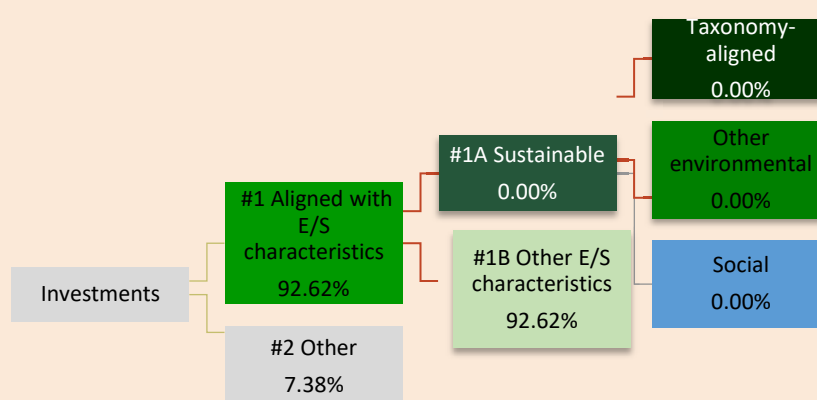 Taxonomy-
aligned
0.00%
#1A Sustainable
0.00%
Other
environmental
0.00%
#1 Aligned with
E/S
characteristics
92.62%
#1B Other E/S
characteristics
92.62%
Social
0.00%
Investments
#2 Other
7.38%